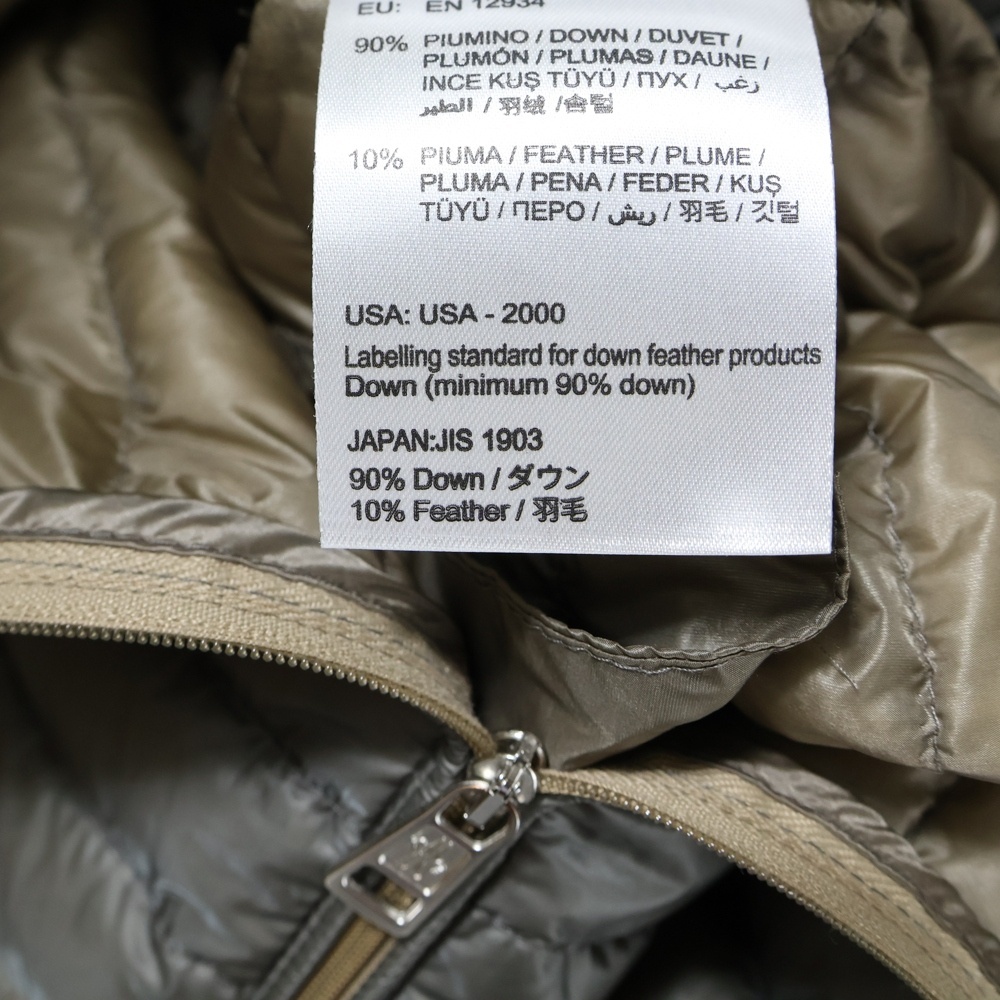 EU: EN 12934
90% PIUMINO / DOWN / DUVET /
PLUMÓN / PLUMAS / DAUNE /
INCE KUŞ TÜYÜ / ПУХ / زغب
الطير / 羽绒 / 솜털
10% PIUMA / FEATHER / PLUME /
PLUMA / PENA / FEDER / KUŞ
TÜYÜ / ПЕРО / ريش / 羽毛 / 깃털
USA: USA - 2000
Labelling standard for down feather products
Down (minimum 90% down)
JAPAN:JIS 1903
90% Down / ダウン
10% Feather / 羽毛